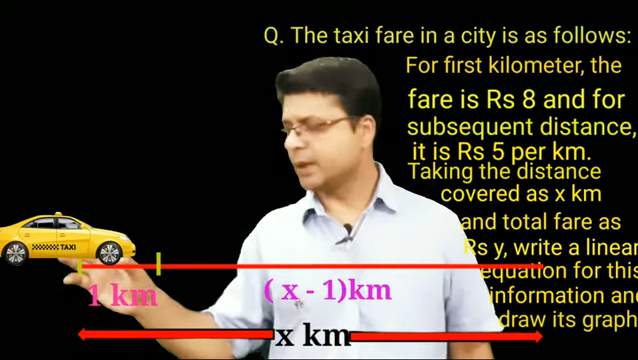 Q. The taxi fare in a city is as follows:
For first kilometer, the
fare is Rs 8 and for
subsequent distance,
it is Rs 5 per km.
Taking the distance
covered as x km
and total fare as
Rs y, write a linear
equation for this
information and
draw its graph
TAXI
1 km
( x - 1)km
x km